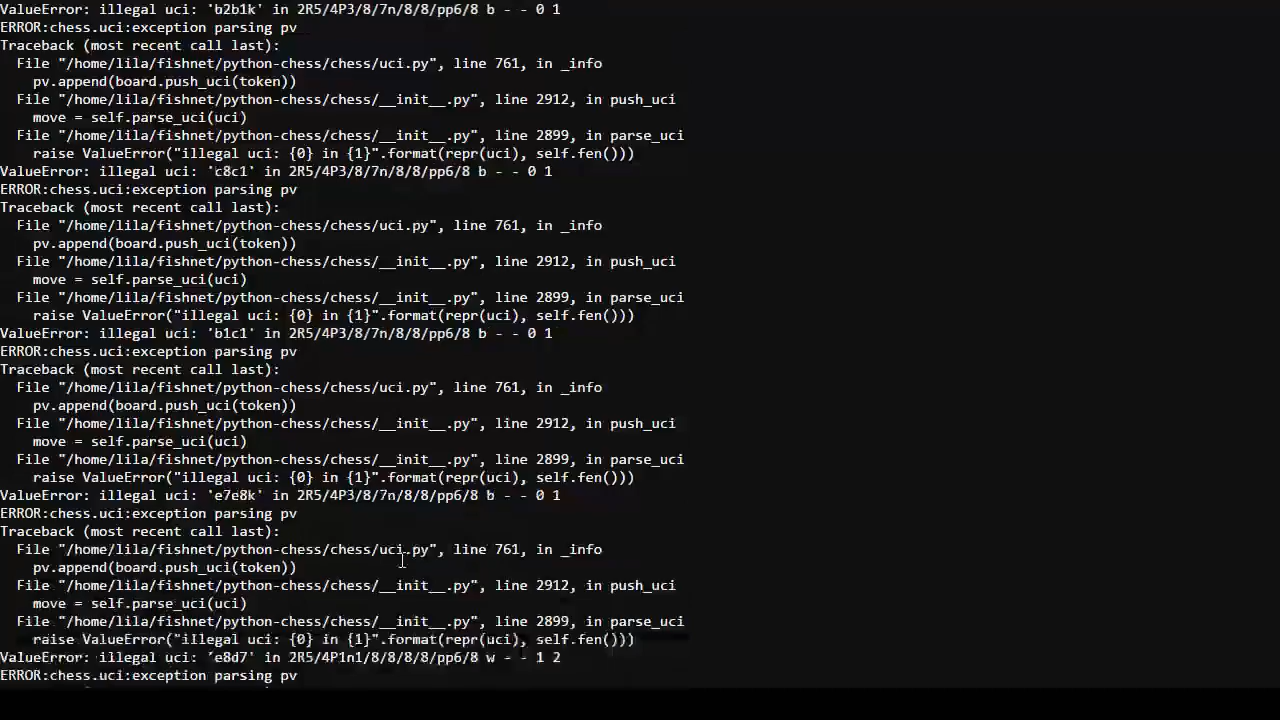 ValueError: illegal uci: 'b2b1k' in 2R5/4P3/8/7n/8/8/pp6/8 b - - 0 1
ERROR:chess.uci:exception parsing pv
Traceback (most recent call last):
  File "/home/lila/fishnet/python-chess/chess/uci.py", line 761, in _info
    pv.append(board.push_uci(token))
  File "/home/lila/fishnet/python-chess/chess/__init__.py", line 2912, in push_uci
    move = self.parse_uci(uci)
  File "/home/lila/fishnet/python-chess/chess/__init__.py", line 2899, in parse_uci
    raise ValueError("illegal uci: {0} in {1}".format(repr(uci), self.fen()))
ValueError: illegal uci: 'c8c1' in 2R5/4P3/8/7n/8/8/pp6/8 b - - 0 1
ERROR:chess.uci:exception parsing pv
Traceback (most recent call last):
  File "/home/lila/fishnet/python-chess/chess/uci.py", line 761, in _info
    pv.append(board.push_uci(token))
  File "/home/lila/fishnet/python-chess/chess/__init__.py", line 2912, in push_uci
    move = self.parse_uci(uci)
  File "/home/lila/fishnet/python-chess/chess/__init__.py", line 2899, in parse_uci
    raise ValueError("illegal uci: {0} in {1}".format(repr(uci), self.fen()))
ValueError: illegal uci: 'b1c1' in 2R5/4P3/8/7n/8/8/pp6/8 b - - 0 1
ERROR:chess.uci:exception parsing pv
Traceback (most recent call last):
  File "/home/lila/fishnet/python-chess/chess/uci.py", line 761, in _info
    pv.append(board.push_uci(token))
  File "/home/lila/fishnet/python-chess/chess/__init__.py", line 2912, in push_uci
    move = self.parse_uci(uci)
  File "/home/lila/fishnet/python-chess/chess/__init__.py", line 2899, in parse_uci
    raise ValueError("illegal uci: {0} in {1}".format(repr(uci), self.fen()))
ValueError: illegal uci: 'e7e8k' in 2R5/4P3/8/7n/8/8/pp6/8 b - - 0 1
ERROR:chess.uci:exception parsing pv
Traceback (most recent call last):
  File "/home/lila/fishnet/python-chess/chess/uci.py", line 761, in _info
    pv.append(board.push_uci(token))
  File "/home/lila/fishnet/python-chess/chess/__init__.py", line 2912, in push_uci
    move = self.parse_uci(uci)
  File "/home/lila/fishnet/python-chess/chess/__init__.py", line 2899, in parse_uci
    raise ValueError("illegal uci: {0} in {1}".format(repr(uci), self.fen()))
ValueError: illegal uci: 'e8d7' in 2R5/4P1n1/8/8/8/8/pp6/8 w - - 1 2
ERROR:chess.uci:exception parsing pv